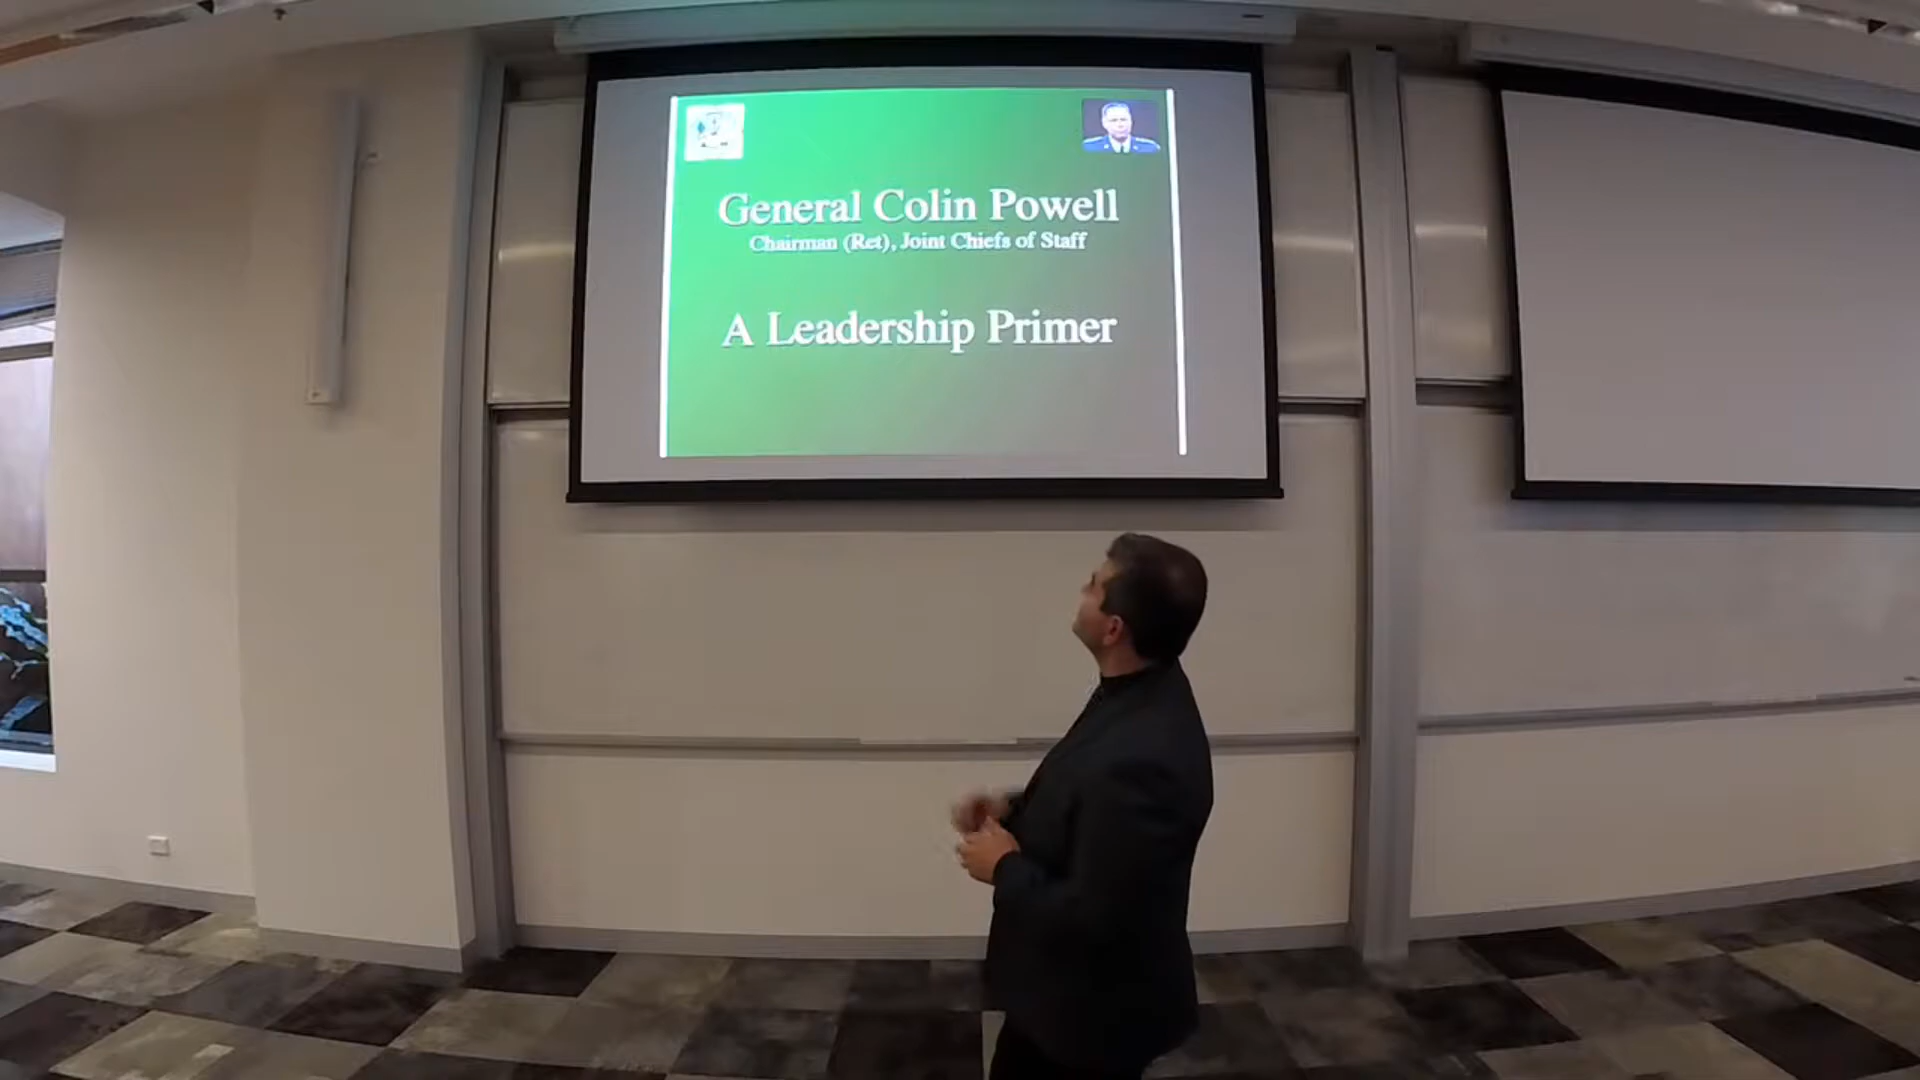 General Colin Powell
Chairman (Ret), Joint Chiefs of Staff
A Leadership Primer